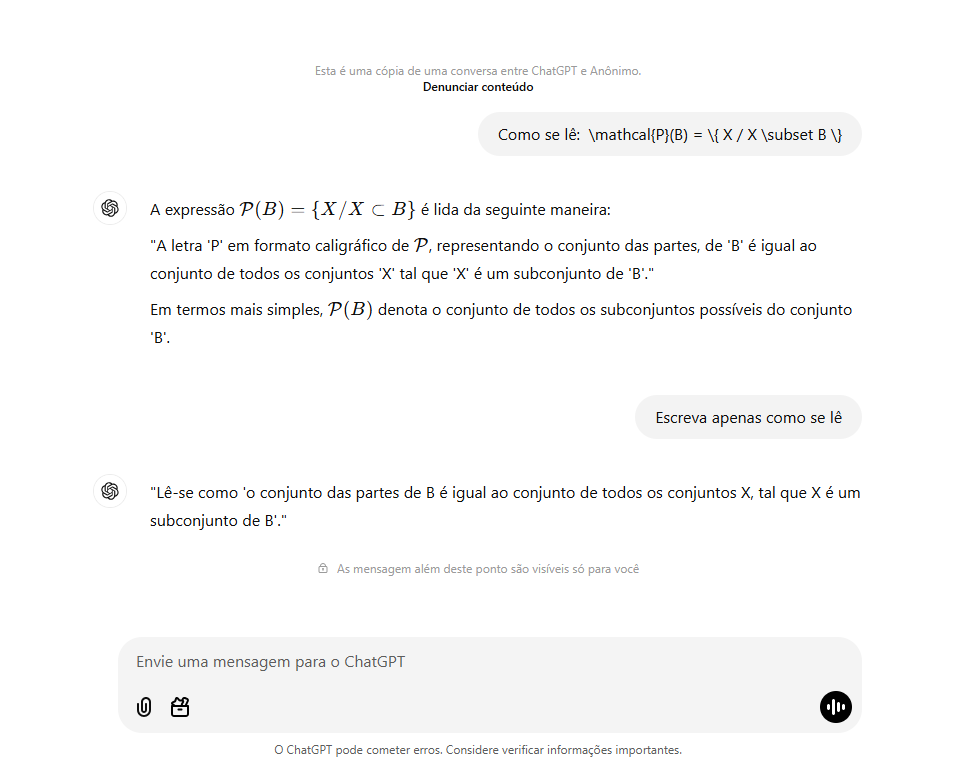 Esta é uma cópia de uma conversa entre ChatGPT e Anônimo.
Denunciar conteúdo
Como se lê:  \mathcal{P}(B) = \{ X / X \subset B \}
A expressão 𝒫(B) = {X/X ⊂ B} é lida da seguinte maneira:
"A letra 'P' em formato caligráfico de 𝒫, representando o conjunto das partes, de 'B' é igual ao
conjunto de todos os conjuntos 'X' tal que 'X' é um subconjunto de 'B'."
Em termos mais simples, 𝒫(B) denota o conjunto de todos os subconjuntos possíveis do conjunto
'B'.
Escreva apenas como se lê
"Lê-se como 'o conjunto das partes de B é igual ao conjunto de todos os conjuntos X, tal que X é um
subconjunto de B'."
As mensagem além deste ponto são visíveis só para você
Envie uma mensagem para o ChatGPT
O ChatGPT pode cometer erros. Considere verificar informações importantes.